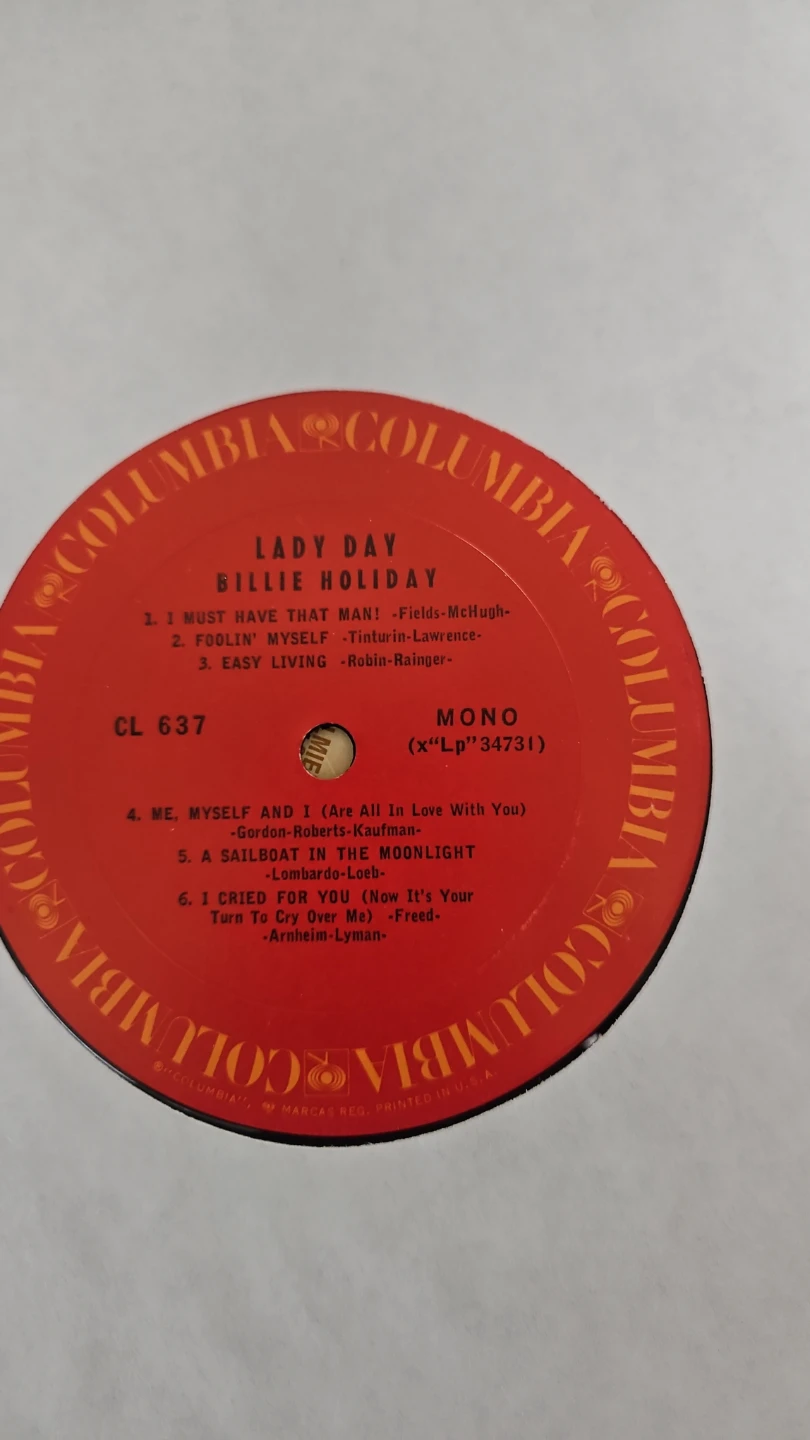 COLUMBIA COLUMBIA COLUMBIA COLUMBIA COLUMBIA COLUMBIA
LADY DAY
BILLIE HOLIDAY
1. I MUST HAVE THAT MAN! -Fields-McHugh-
2. FOOLIN' MYSELF -Tinturin-Lawrence-
3. EASY LIVING -Robin-Rainger-
CL 637
MONO
(x"Lp"34731)
4. ME, MYSELF AND I (Are All In Love With You)
-Gordon-Roberts-Kaufman-
5. A SAILBOAT IN THE MOONLIGHT
-Lombardo-Loeb-
6. I CRIED FOR YOU (Now It's Your
Turn To Cry Over Me) -Freed-
-Arnheim-Lyman-
"COLUMBIA", MARCAS REG. PRINTED IN U.S.A.